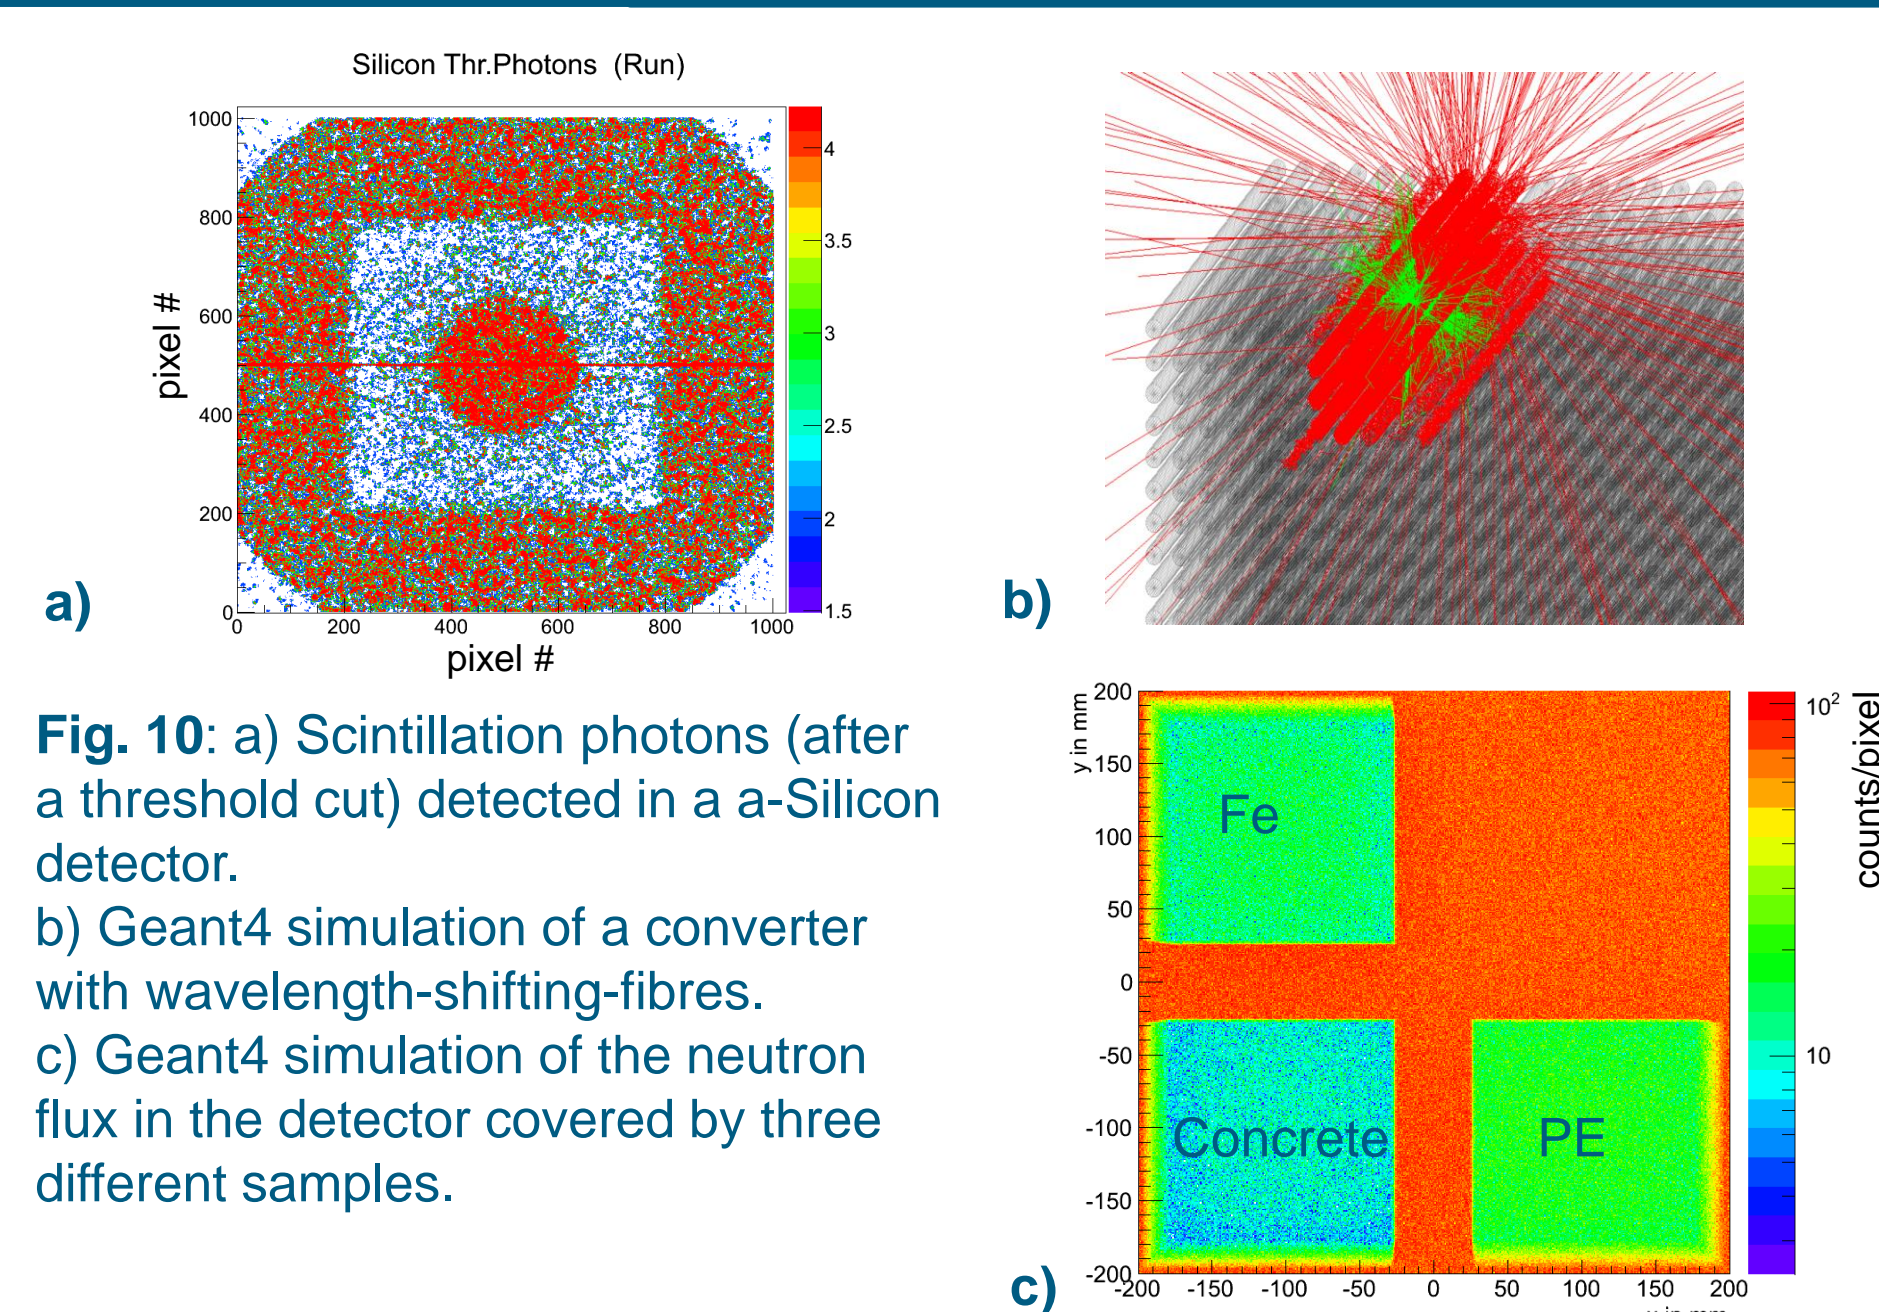 Silicon Thr.Photons (Run)
1000
800
600
400
200
0
pixel #
0 200 400 600 800 1000
pixel #
4
3.5
3
2.5
2
1.5
a)
b)
Fig. 10: a) Scintillation photons (after
a threshold cut) detected in a a-Silicon
detector.
b) Geant4 simulation of a converter
with wavelength-shifting-fibres.
c) Geant4 simulation of the neutron
flux in the detector covered by three
different samples.
y in mm
200
150
100
50
0
-50
-100
-150
-200
Fe
Concrete PE
-200 -150 -100 -50 0 50 100 150 200
10²
10
counts/pixel
c)